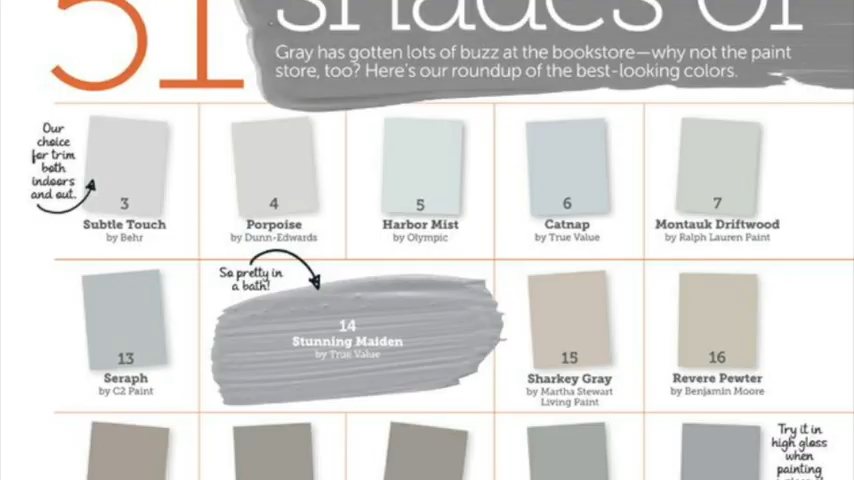 51 shades of
Gray has gotten lots of buzz at the bookstore—why not the paint
store, too? Here's our roundup of the best-looking colors.
Our
choice
for trim
both
indoors
and out.
3
Subtle Touch
by Behr
4
Porpoise
by Dunn-Edwards
5
Harbor Mist
by Olympic
6
Catnap
by True Value
7
Montauk Driftwood
by Ralph Lauren Paint
13
Seraph
by C2 Paint
So pretty in
a bath!
14
Stunning Maiden
by True Value
15
Sharkey Gray
by Martha Stewart
Living Paint
16
Revere Pewter
by Benjamin Moore
Try it in
high gloss
when
painting